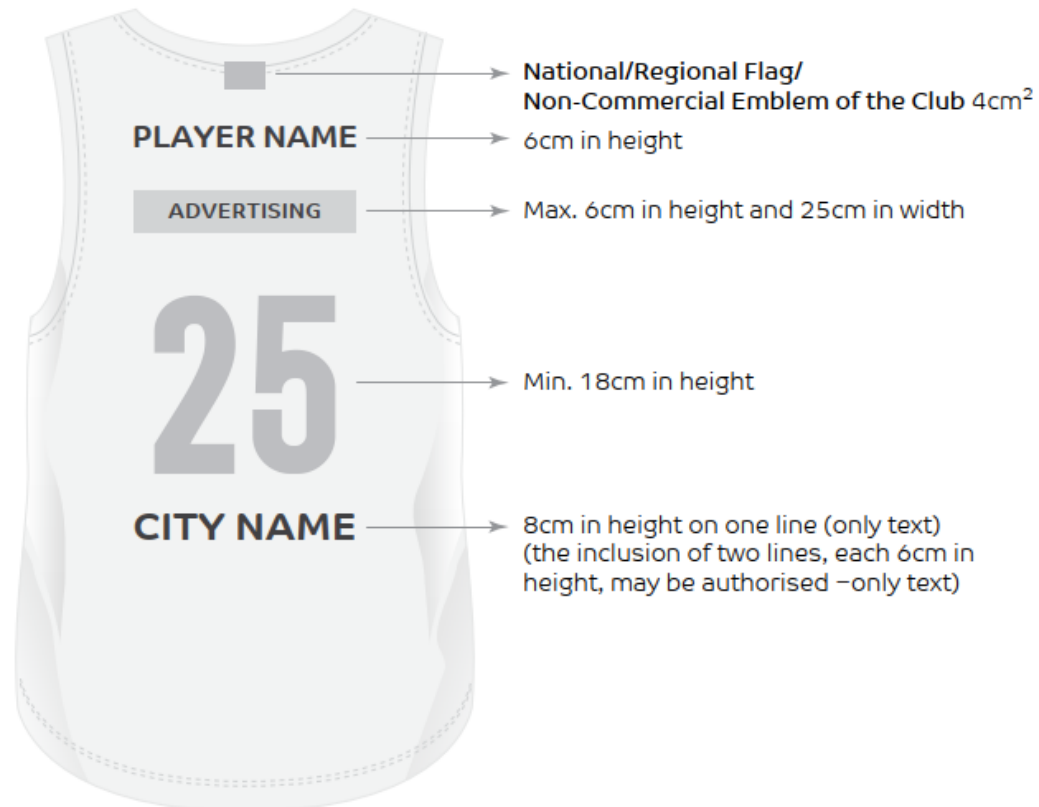 National/Regional Flag/
Non-Commercial Emblem of the Club 4cm²
PLAYER NAME
6cm in height
ADVERTISING
Max. 6cm in height and 25cm in width
25
Min. 18cm in height
CITY NAME
8cm in height on one line (only text)
(the inclusion of two lines, each 6cm in
height, may be authorised –only text)